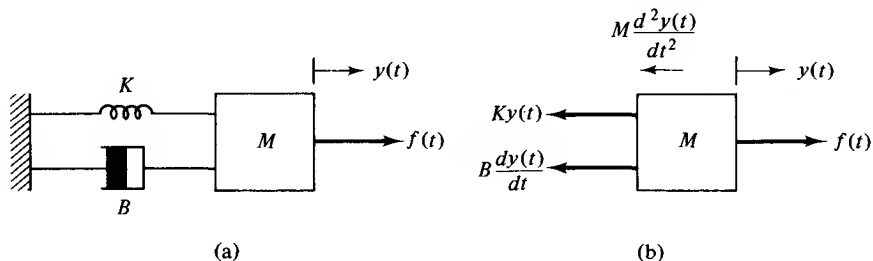 K
y(t)
M
f(t)
B
(a)
M d²y(t)/dt²
y(t)
Ky(t)
M
f(t)
B dy(t)/dt
(b)